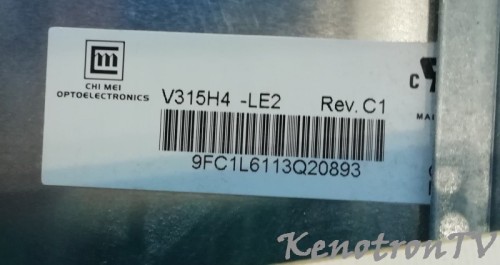 CHI MEI
OPTOELECTRONICS
V315H4 -LE2 Rev. C1
9FC1L6113Q20893
KenotronTV